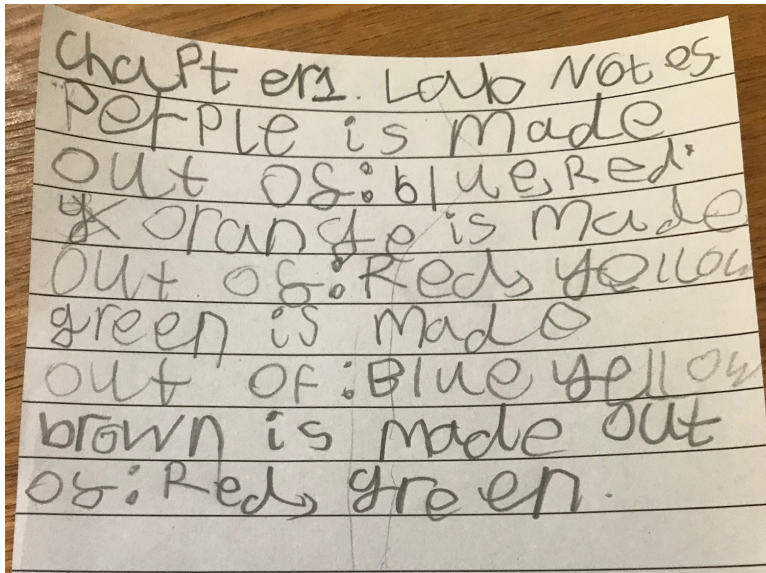 Chapter1. Lab Notes
Perple is made
out of: blue, Red.
orange is made
out of: Red, yellow
green is made
out of: Blue yellow
brown is made out
of: Red, green.